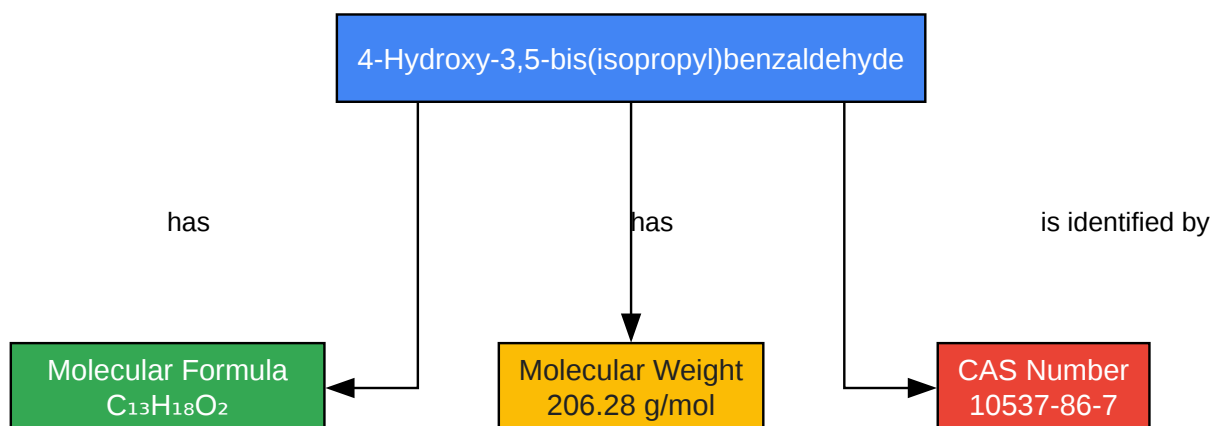 4-Hydroxy-3,5-bis(isopropyl)benzaldehyde
has
has
is identified by
Molecular Formula
C₁₃H₁₈O₂
Molecular Weight
206.28 g/mol
CAS Number
10537-86-7